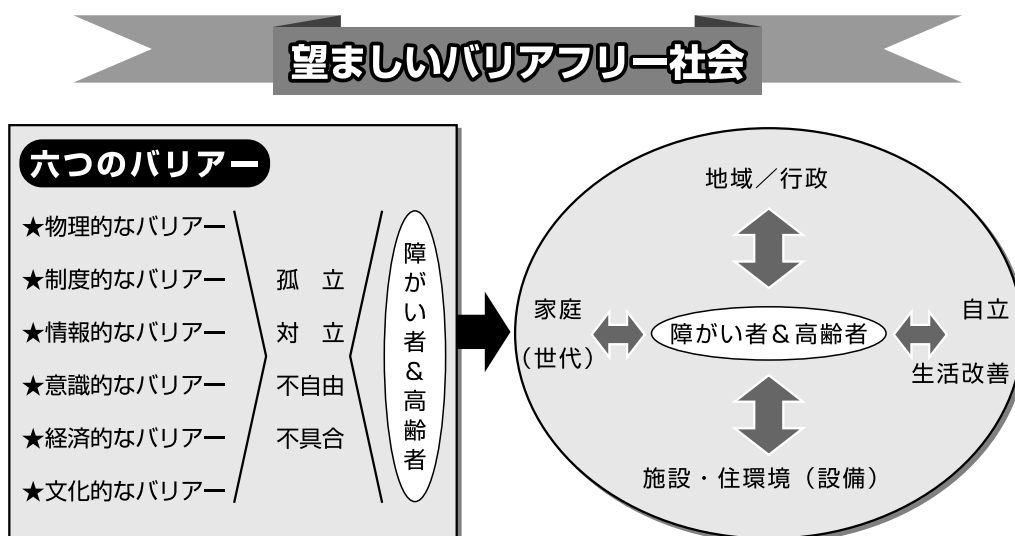 望ましいバリアフリー社会
六つのバリアー
★物理的なバリアー
★制度的なバリアー
★情報的なバリアー
★意識的なバリアー
★経済的なバリアー
★文化的なバリアー
孤　立
対　立
不自由
不具合
障がい者＆高齢者
地域／行政
家庭
（世代）
障がい者＆高齢者
自立
生活改善
施設・住環境（設備）